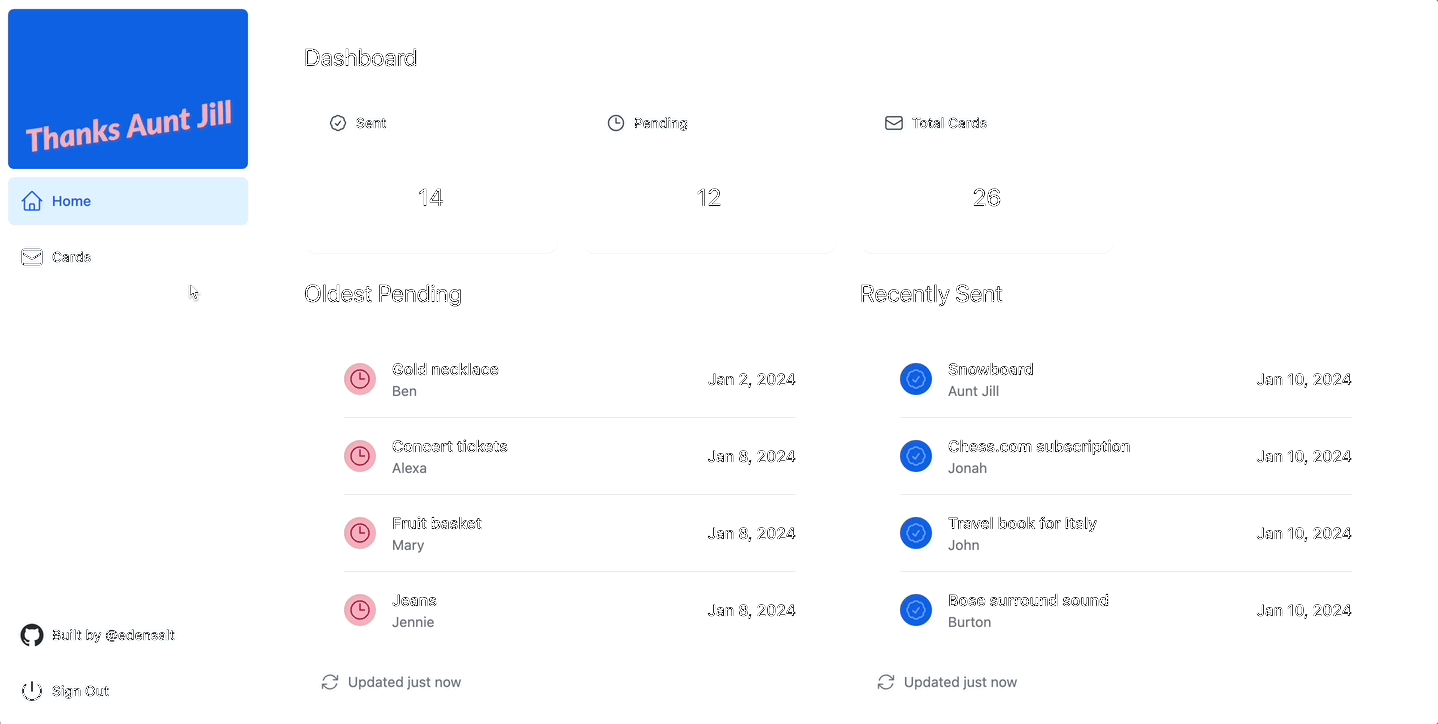 Thanks Aunt Jill
Home
Cards
Built by @edensalt
Sign Out
Dashboard
Sent
Pending
Total Cards
14
12
26
Oldest Pending
Gold necklace
Jan 2, 2024
Ben
Concert tickets
Jan 8, 2024
Alexa
Fruit basket
Jan 8, 2024
Mary
Jeans
Jan 8, 2024
Jennie
Updated just now
Recently Sent
Snowboard
Jan 10, 2024
Aunt Jill
Chess.com subscription
Jan 10, 2024
Jonah
Travel book for Italy
Jan 10, 2024
John
Bose surround sound
Jan 10, 2024
Burton
Updated just now